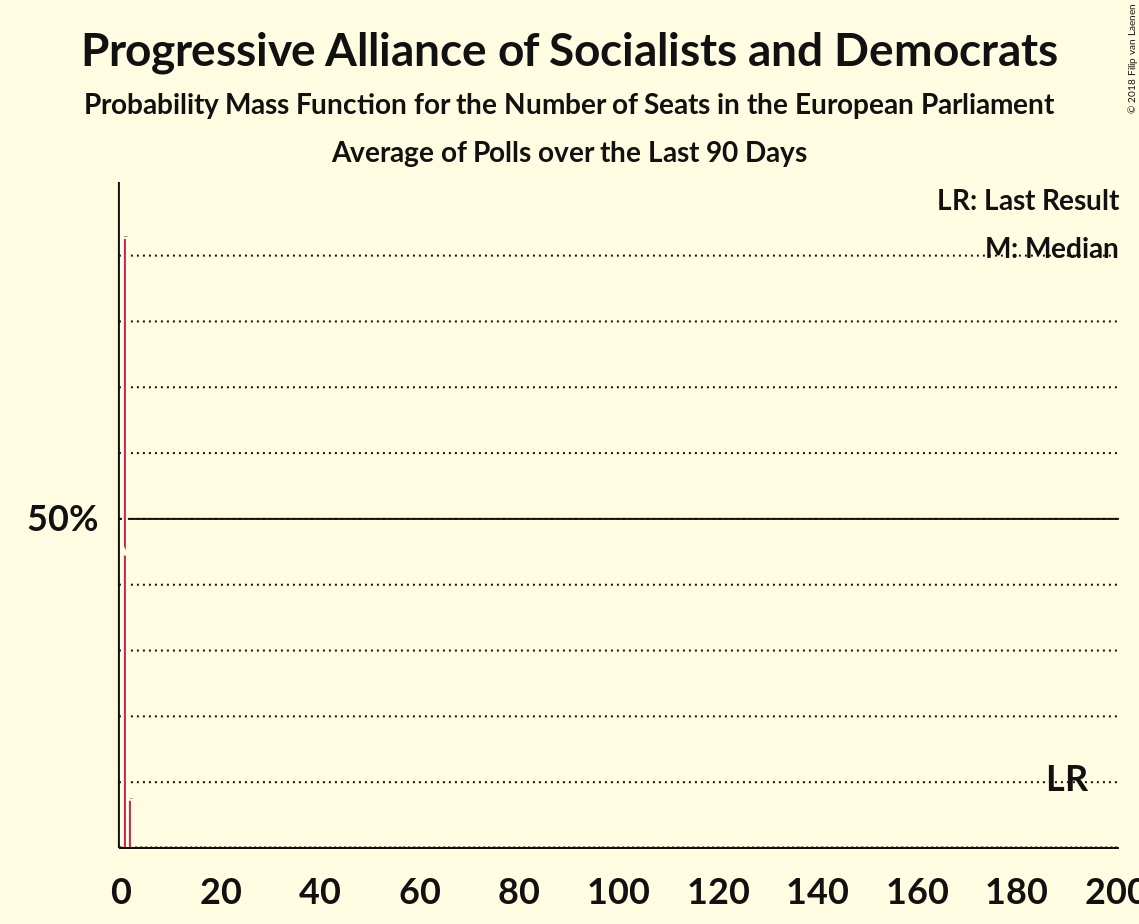 Progressive Alliance of Socialists and Democrats
Probability Mass Function for the Number of Seats in the European Parliament
Average of Polls over the Last 90 Days
© 2018 Filip van Laenen
LR: Last Result
M: Median
50%
LR
0 20 40 60 80 100 120 140 160 180 200